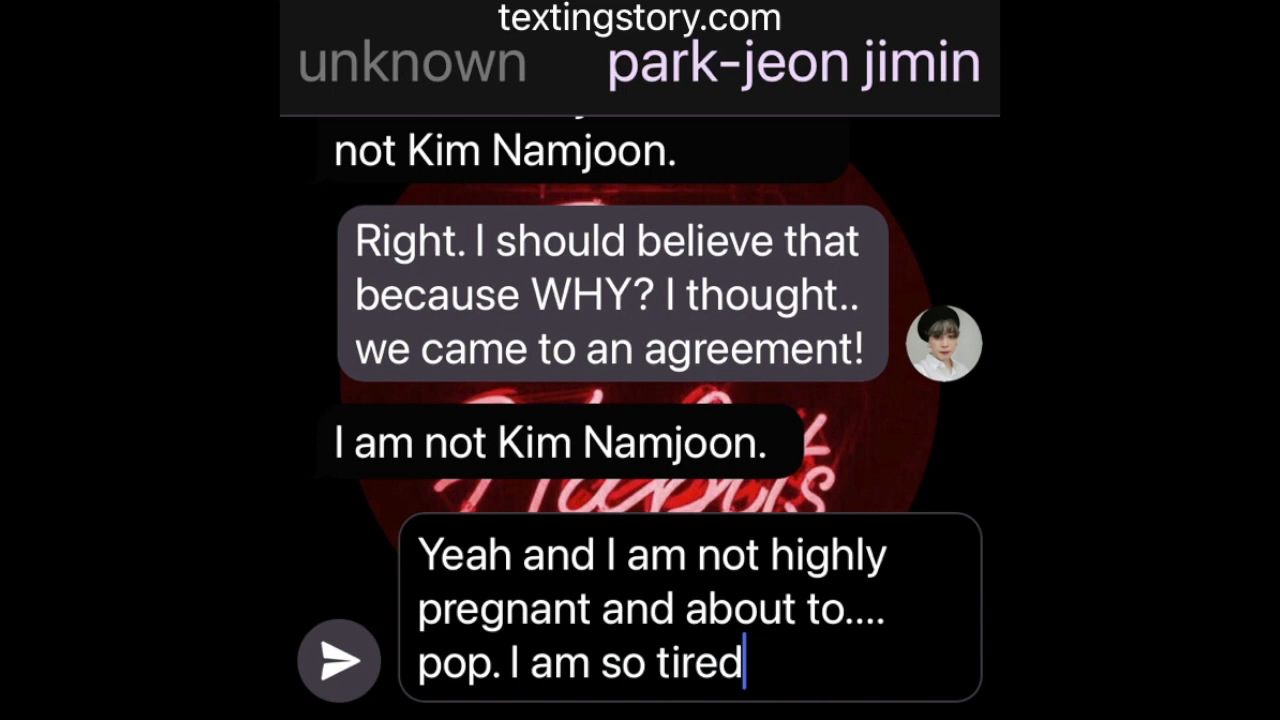 textingstory.com
unknown park-jeon jimin
not Kim Namjoon.
Right. I should believe that
because WHY? I thought..
we came to an agreement!
I am not Kim Namjoon.
Yeah and I am not highly
pregnant and about to....
pop. I am so tired